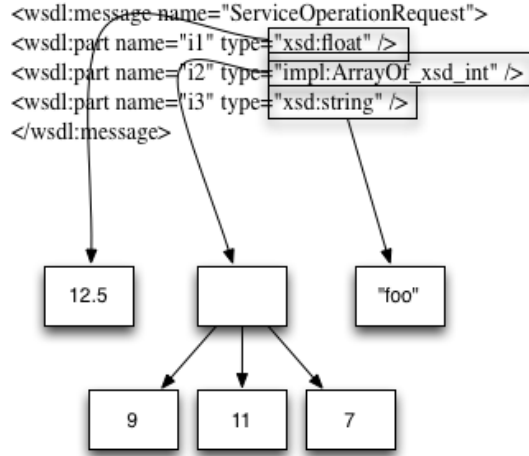 <wsdl:message name="ServiceOperationRequest">
<wsdl:part name="i1" type="xsd:float" />
<wsdl:part name="i2" type="impl:ArrayOf_xsd_int" />
<wsdl:part name="i3" type="xsd:string" />
</wsdl:message>
12.5
"foo"
9
11
7